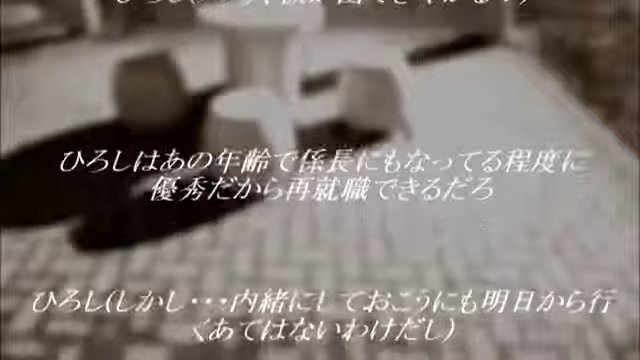 ひろしはあの年齢で係長にもなってる程度に
優秀だから再就職できるだろ
ひろし(しかし・・・内緒にしておこうにも明日から行
くあてはないわけだし)